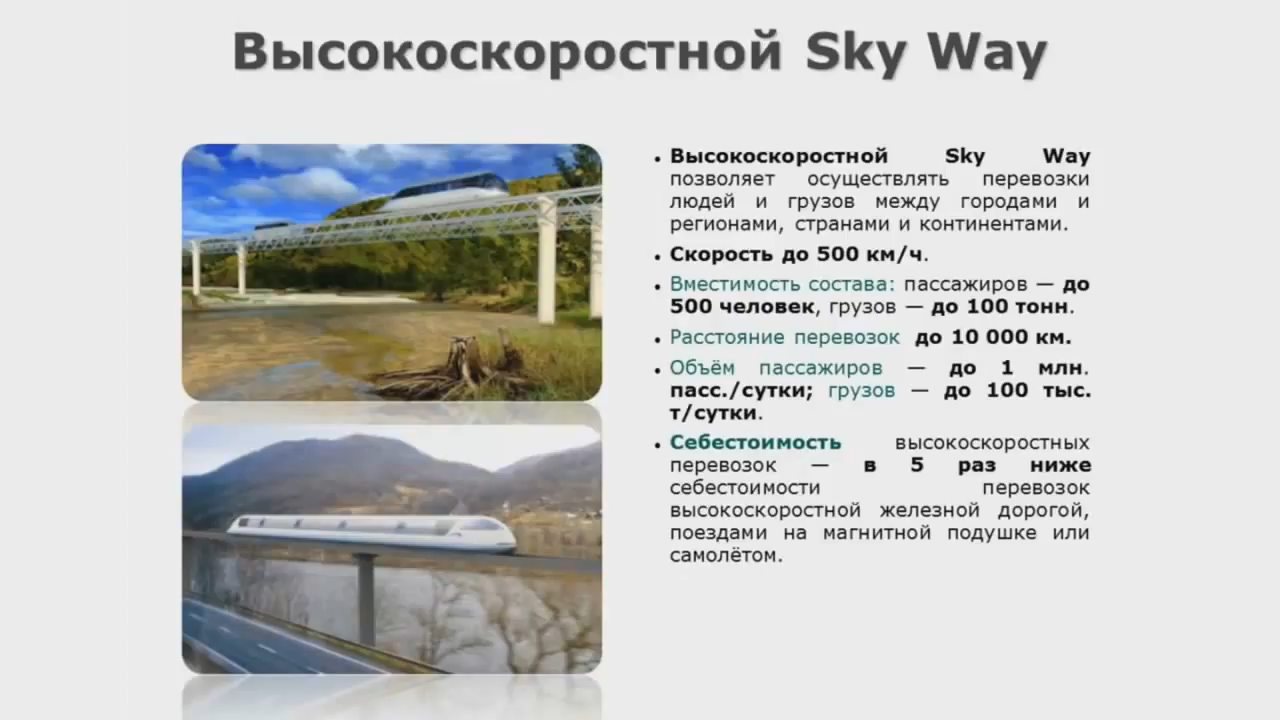 Высокоскоростной Sky Way
• Высокоскоростной Sky Way
позволяет осуществлять перевозки
людей и грузов между городами и
регионами, странами и континентами.
• Скорость до 500 км/ч.
• Вместимость состава: пассажиров — до
500 человек, грузов — до 100 тонн.
• Расстояние перевозок до 10 000 км.
• Объём пассажиров — до 1 млн.
пасс./сутки; грузов — до 100 тыс.
т/сутки.
• Себестоимость высокоскоростных
перевозок — в 5 раз ниже
себестоимости перевозок
высокоскоростной железной дорогой,
поездами на магнитной подушке или
самолётом.